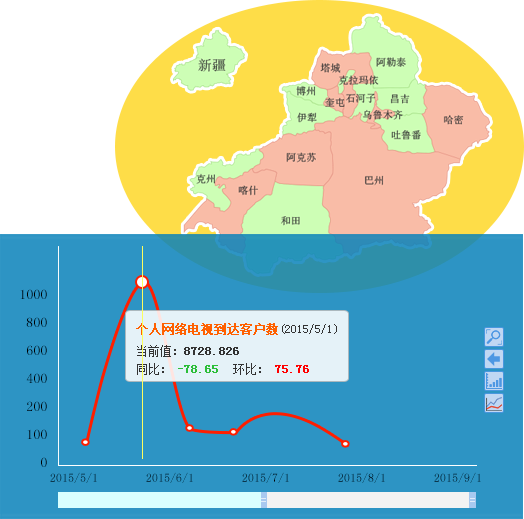 新疆
阿勒泰
塔城
克拉玛依
博州
奎屯
石河子
昌吉
伊犁
乌鲁木齐
哈密
吐鲁番
阿克苏
克州
喀什
巴州
和田
1000
800
600
400
200
100
0
个人网络电视到达客户数 (2015/5/1)
当前值: 8728.826
同比: -78.65 环比: 75.76
2015/5/1 2015/6/1 2015/7/1 2015/8/1 2015/9/1